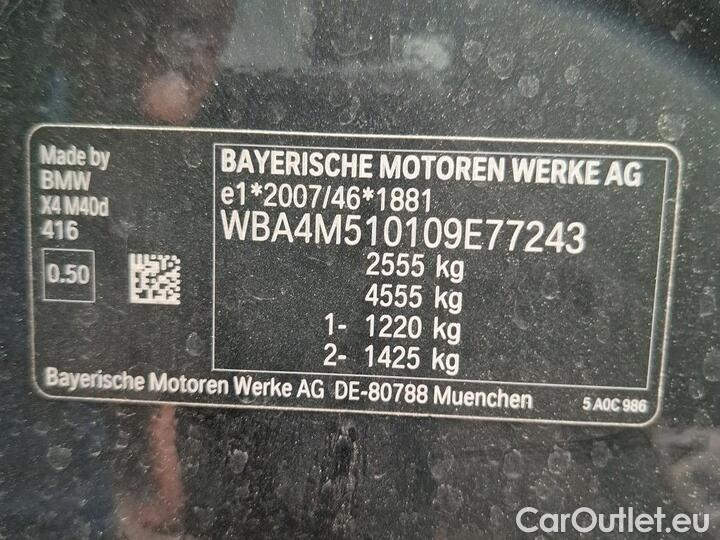 Made by
BMW
X4 M40d
416
0.50
BAYERISCHE MOTOREN WERKE AG
e1*2007/46*1881
WBA4M510109E77243
2555 kg
4555 kg
1- 1220 kg
2- 1425 kg
Bayerische Motoren Werke AG DE-80788 Muenchen
5 A0C 986
CarOutlet.eu